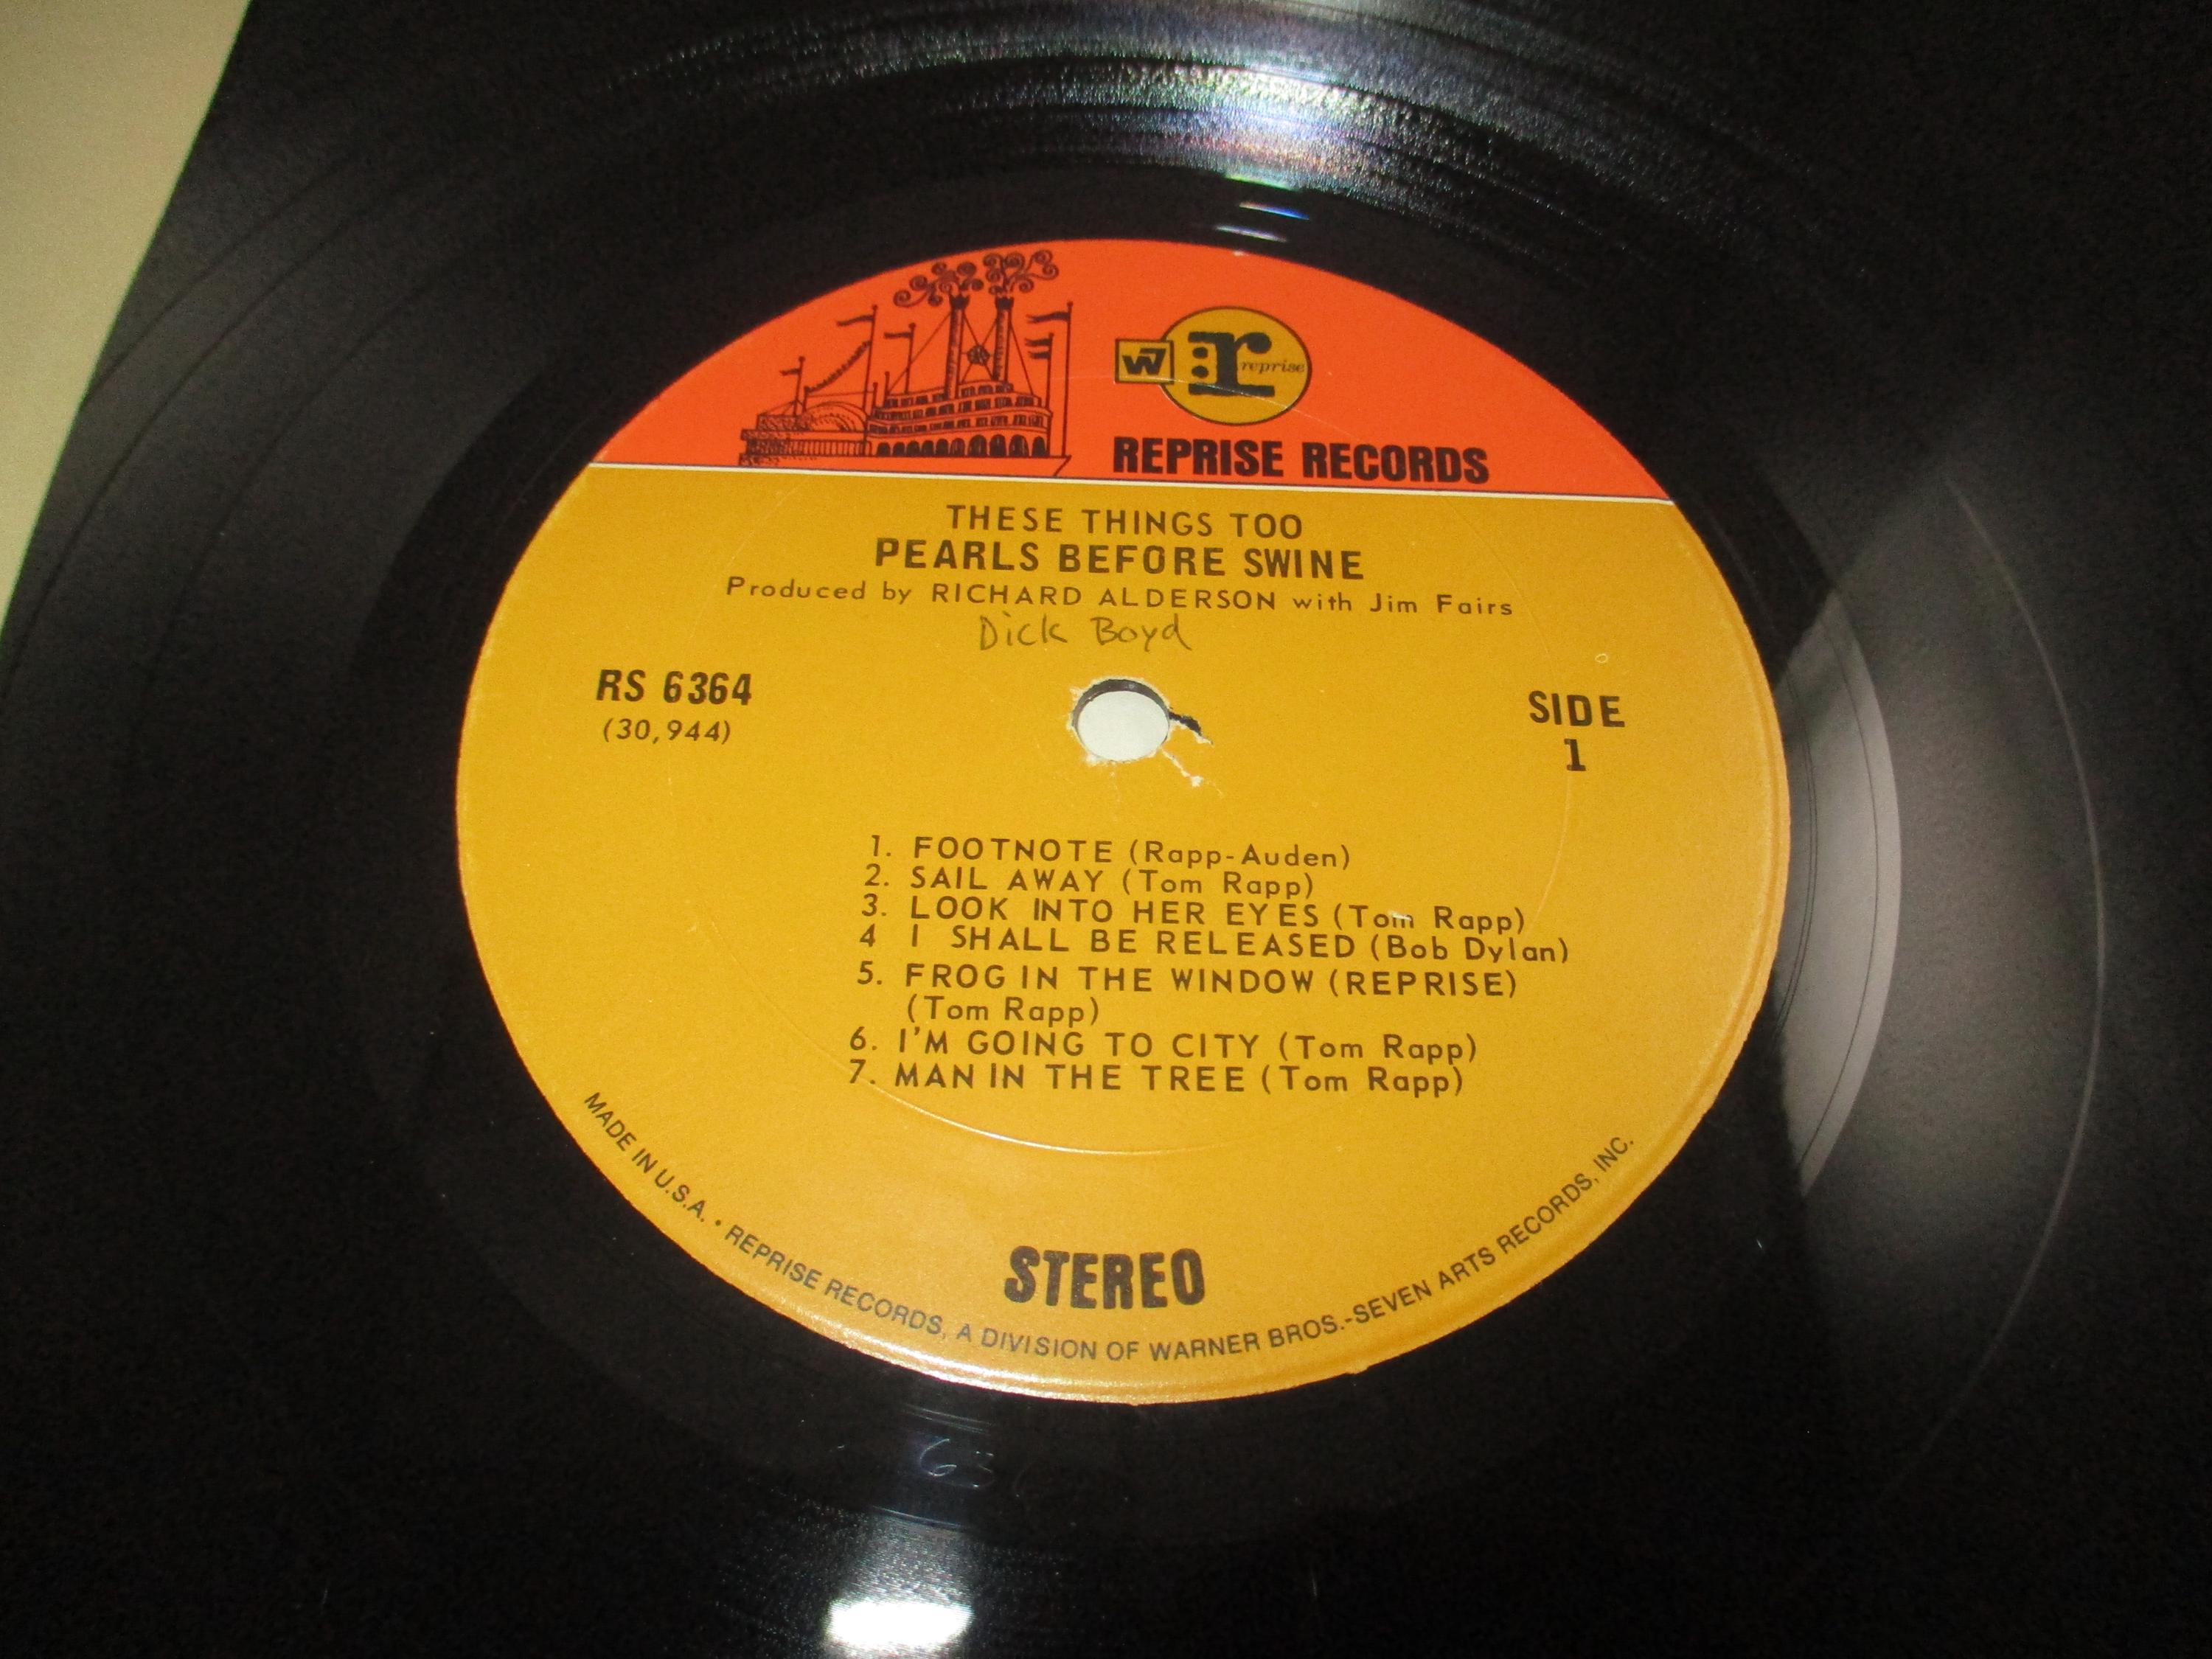 W7 r reprise
REPRISE RECORDS
THESE THINGS TOO
PEARLS BEFORE SWINE
Produced by RICHARD ALDERSON with Jim Fairs
Dick Boyd
RS 6364
(30,944)
SIDE
1
1. FOOTNOTE (Rapp-Auden)
2. SAIL AWAY (Tom Rapp)
3. LOOK INTO HER EYES (Tom Rapp)
4 I SHALL BE RELEASED (Bob Dylan)
5. FROG IN THE WINDOW (REPRISE)
(Tom Rapp)
6. I'M GOING TO CITY (Tom Rapp)
7. MAN IN THE TREE (Tom Rapp)
STEREO
MADE IN U.S.A. • REPRISE RECORDS, A DIVISION OF WARNER BROS.-SEVEN ARTS RECORDS, INC.